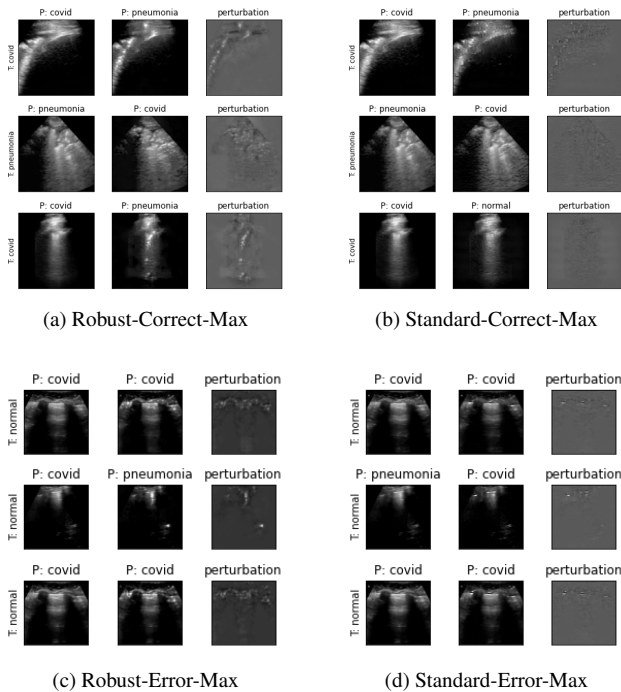 P: covid P: pneumonia perturbation
T: covid
P: pneumonia P: covid perturbation
T: pneumonia
P: covid P: pneumonia perturbation
T: covid
(a) Robust-Correct-Max
P: covid P: pneumonia perturbation
T: covid
P: pneumonia P: covid perturbation
T: pneumonia
P: covid P: normal perturbation
T: covid
(b) Standard-Correct-Max
P: covid P: covid perturbation
T: normal
P: covid P: pneumonia perturbation
T: normal
P: covid P: covid perturbation
T: normal
(c) Robust-Error-Max
P: covid P: covid perturbation
T: normal
P: pneumonia P: covid perturbation
T: normal
P: covid P: covid perturbation
T: normal
(d) Standard-Error-Max